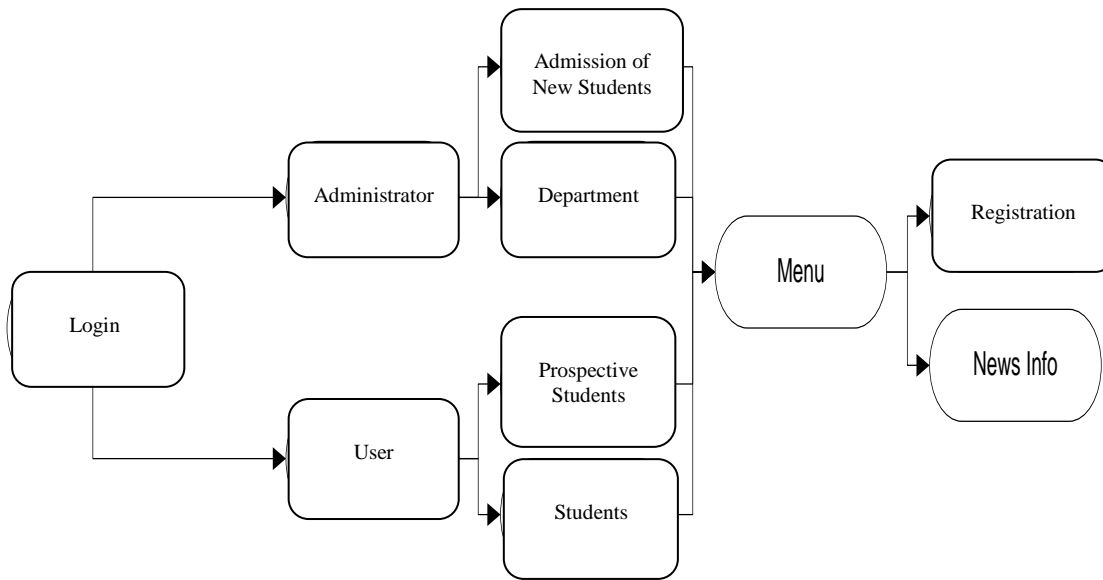 Admission of
New Students
Administrator
Department
Registration
Menu
Login
News Info
Prospective
Students
User
Students